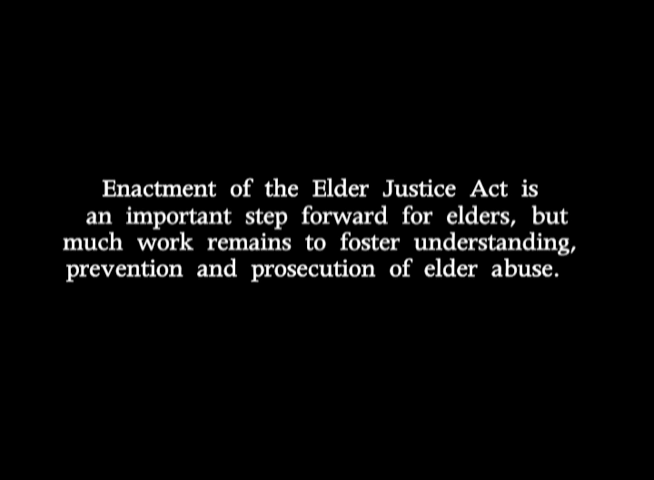 Enactment of the Elder Justice Act is
an important step forward for elders, but
much work remains to foster understanding,
prevention and prosecution of elder abuse.